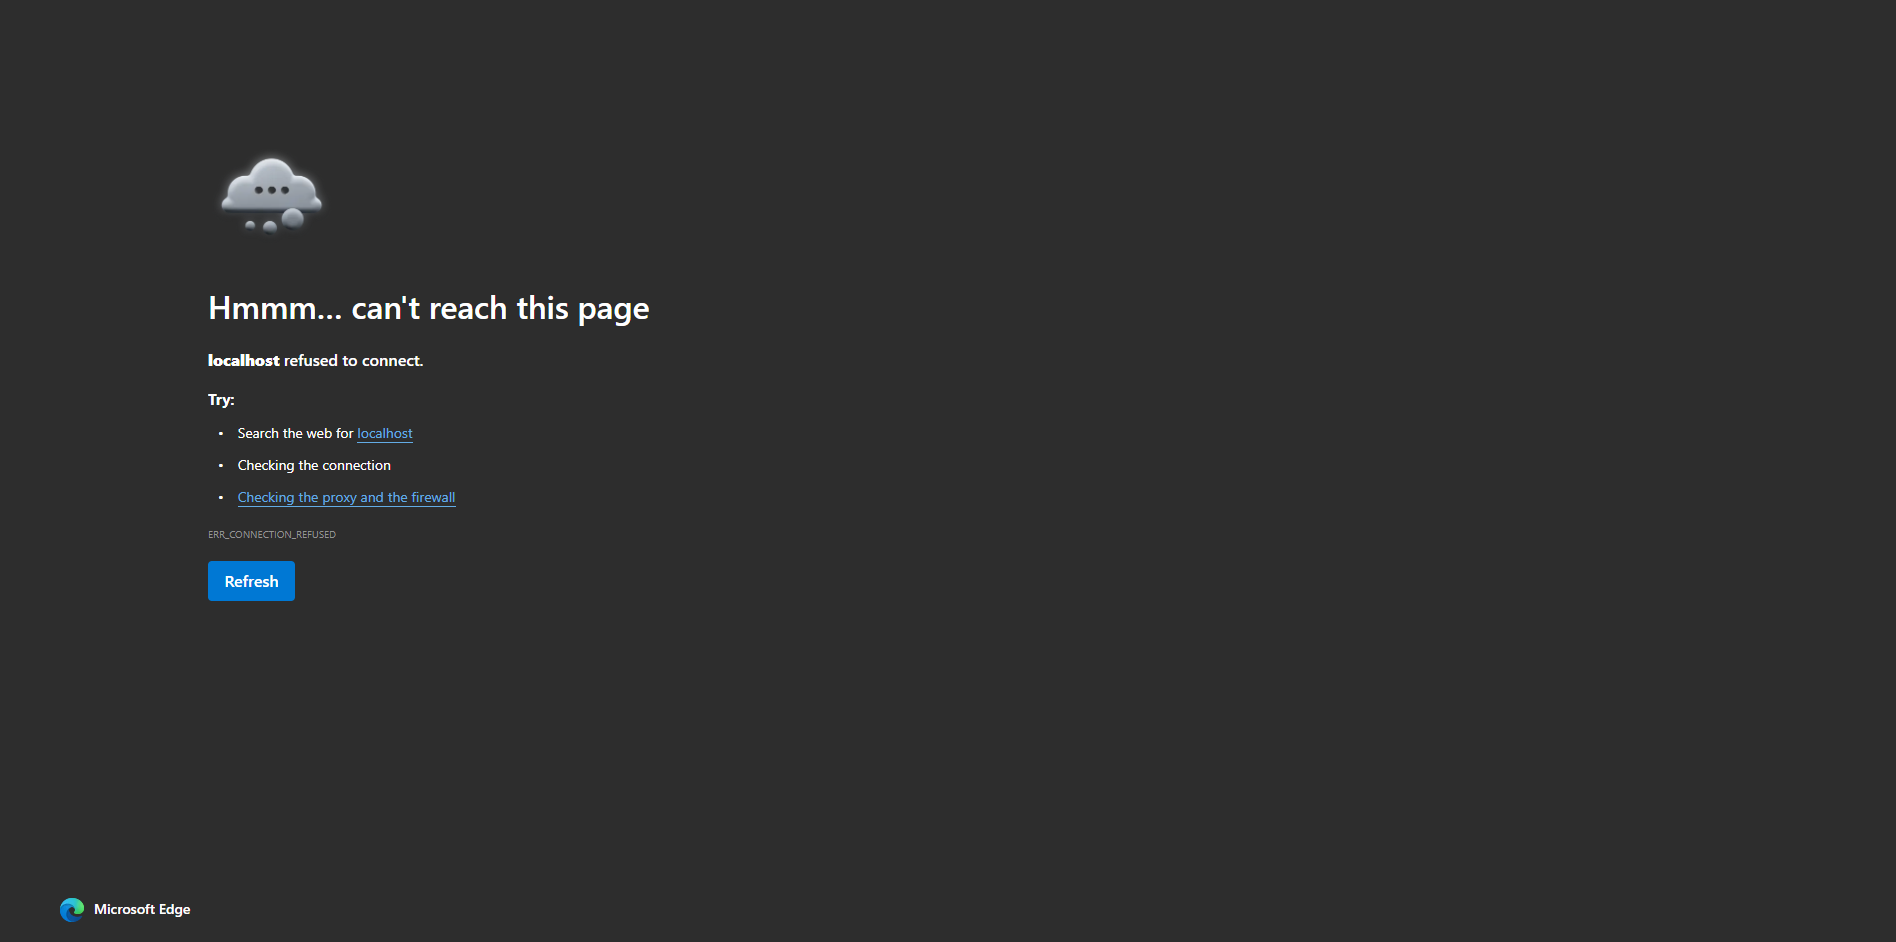 Hmmm... can't reach this page
localhost refused to connect.
Try:
• Search the web for localhost
• Checking the connection
• Checking the proxy and the firewall
ERR_CONNECTION_REFUSED
Refresh
Microsoft Edge